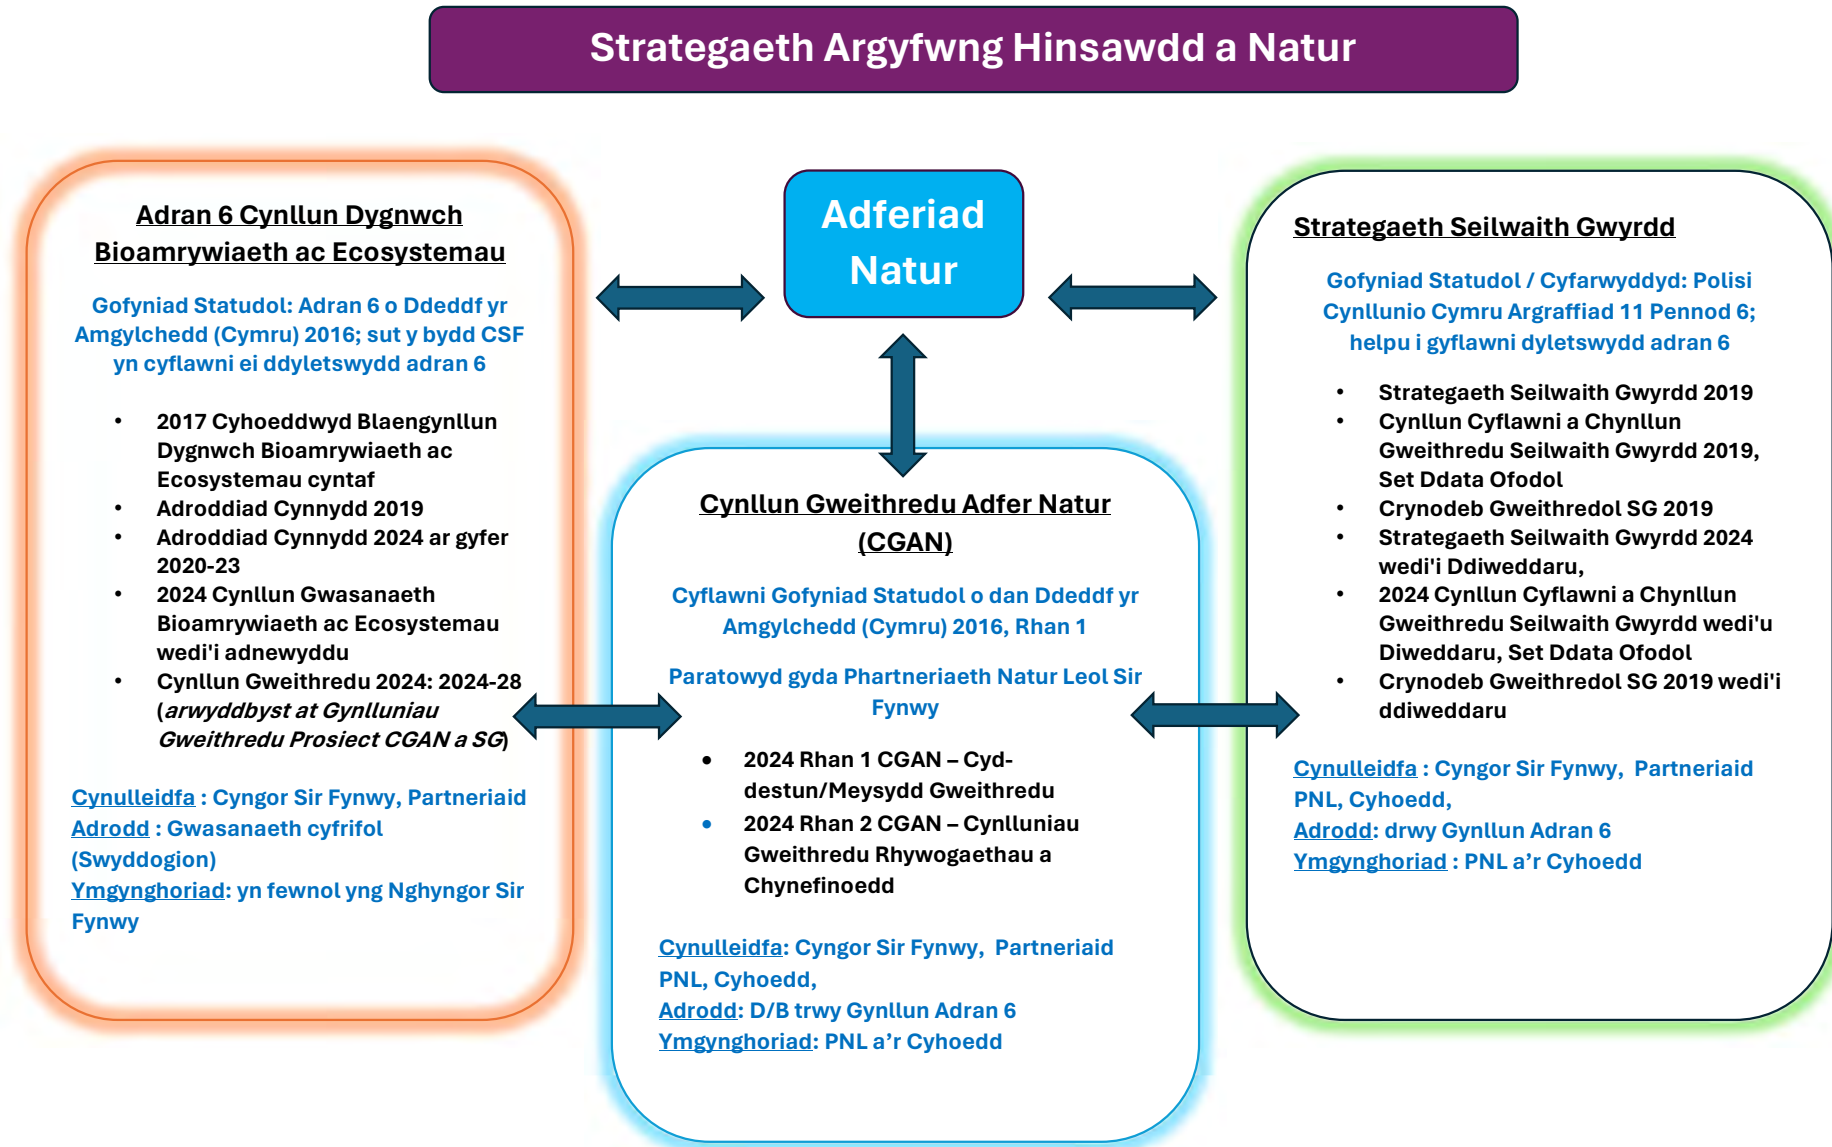 Strategaeth Argyfwng Hinsawdd a Natur
Adran 6 Cynllun Dygnwch
Bioamrywiaeth ac Ecosystemau
Gofyniad Statudol: Adran 6 o Ddeddf yr
Amgylchedd (Cymru) 2016; sut y bydd CSF
yn cyflawni ei ddyletswydd adran 6
• 2017 Cyhoeddwyd Blaengynllun
Dygnwch Bioamrywiaeth ac
Ecosystemau cyntaf
• Adroddiad Cynnydd 2019
• Adroddiad Cynnydd 2024 ar gyfer
2020-23
• 2024 Cynllun Gwasanaeth
Bioamrywiaeth ac Ecosystemau
wedi'i adnewyddu
• Cynllun Gweithredu 2024: 2024-28
(arwyddbyst at Gynlluniau
Gweithredu Prosiect CGAN a SG)
Cynulleidfa : Cyngor Sir Fynwy, Partneriaid
Adrodd : Gwasanaeth cyfrifol
(Swyddogion)
Ymgynghoriad: yn fewnol yng Nghyngor Sir
Fynwy
Adferiad
Natur
Cynllun Gweithredu Adfer Natur
(CGAN)
Cyflawni Gofyniad Statudol o dan Ddeddf yr
Amgylchedd (Cymru) 2016, Rhan 1
Paratowyd gyda Phartneriaeth Natur Leol Sir
Fynwy
• 2024 Rhan 1 CGAN – Cyd-
destun/Meysydd Gweithredu
• 2024 Rhan 2 CGAN – Cynlluniau
Gweithredu Rhywogaethau a
Chynefinoedd
Cynulleidfa: Cyngor Sir Fynwy, Partneriaid
PNL, Cyhoedd,
Adrodd: D/B trwy Gynllun Adran 6
Ymgynghoriad: PNL a’r Cyhoedd
Strategaeth Seilwaith Gwyrdd
Gofyniad Statudol / Cyfarwyddyd: Polisi
Cynllunio Cymru Argraffiad 11 Pennod 6;
helpu i gyflawni dyletswydd adran 6
• Strategaeth Seilwaith Gwyrdd 2019
• Cynllun Cyflawni a Chynllun
Gweithredu Seilwaith Gwyrdd 2019,
Set Ddata Ofodol
• Crynodeb Gweithredol SG 2019
• Strategaeth Seilwaith Gwyrdd 2024
wedi'i Ddiweddaru,
• 2024 Cynllun Cyflawni a Chynllun
Gweithredu Seilwaith Gwyrdd wedi'u
Diweddaru, Set Ddata Ofodol
• Crynodeb Gweithredol SG 2019 wedi'i
ddiweddaru
Cynulleidfa : Cyngor Sir Fynwy, Partneriaid
PNL, Cyhoedd,
Adrodd: drwy Gynllun Adran 6
Ymgynghoriad : PNL a’r Cyhoedd